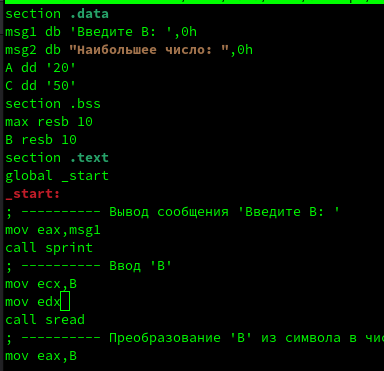 section .data
msg1 db 'Введите B: ',0h
msg2 db "Наибольшее число: ",0h
A dd '20'
C dd '50'
section .bss
max resb 10
B resb 10
section .text
global _start
_start:
; ---------- Вывод сообщения 'Введите B: '
mov eax,msg1
call sprint
; ---------- Ввод 'B'
mov ecx,B
mov edx
call sread
; ---------- Преобразование 'B' из символа в
mov eax,B